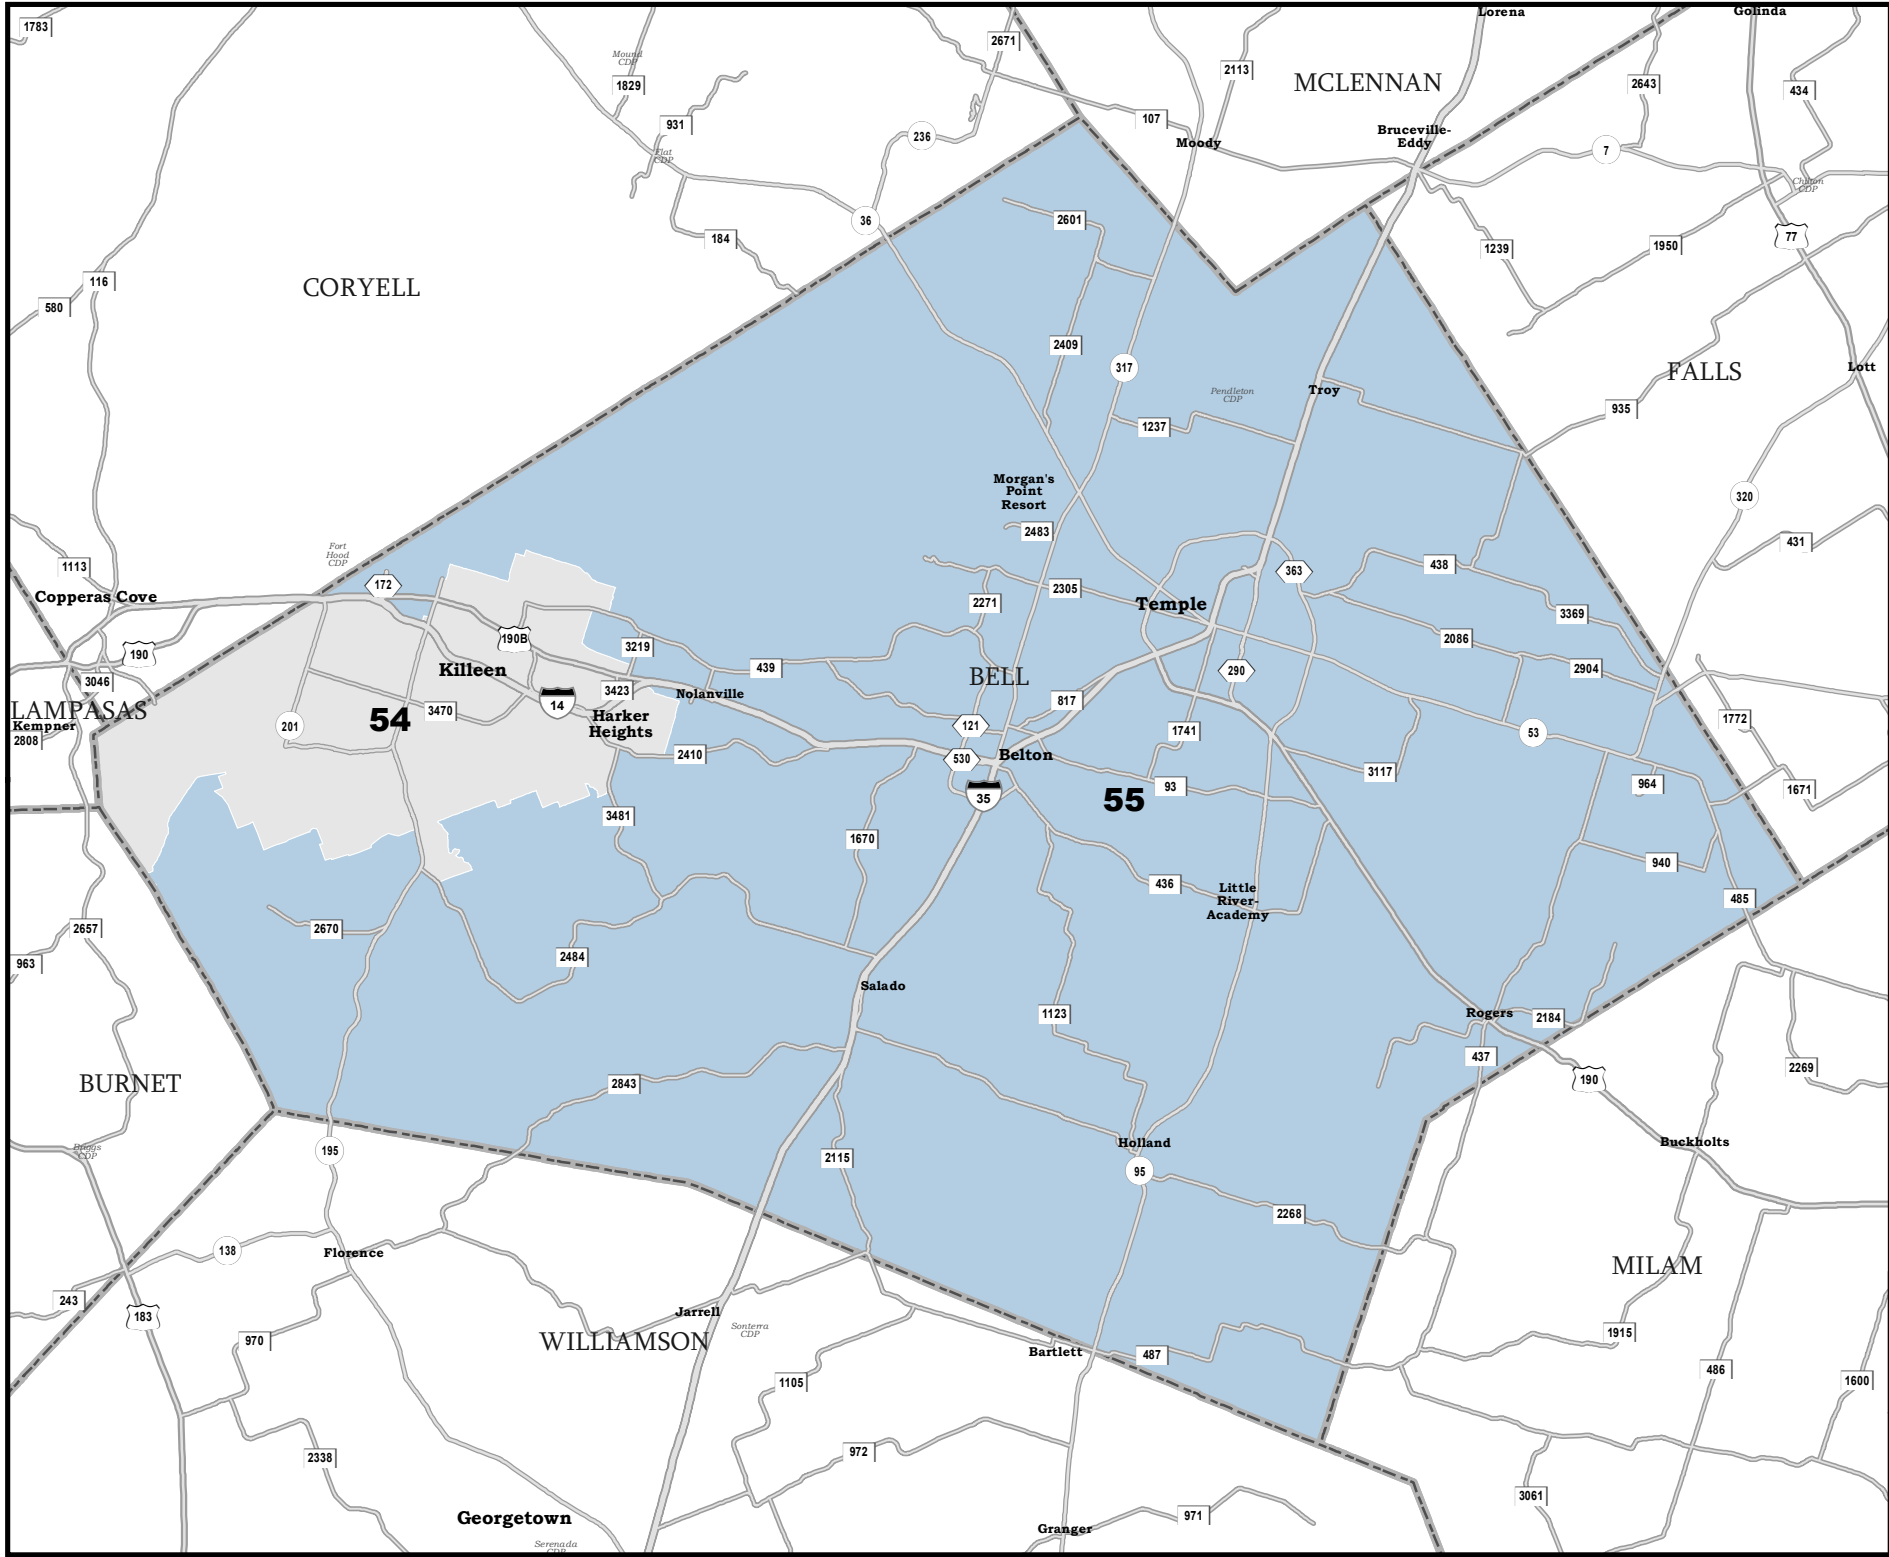 1783
Lorena
Golinda
2671
Mound
CDP
1829
2113
MCLENNAN
2643
434
931
107
236
Moody
Bruceville-
Eddy
7
Flat
CDP
Chilton
CDP
36
2601
184
1239
1950
77
CORYELL
116
580
2409
317
FALLS
Lott
Pendleton
CDP
Troy
935
1237
Morgan's
Point
Resort
320
2483
431
Fort
Hood
CDP
1113
172
438
363
Copperas Cove
2305
2271
Temple
3369
190B
2086
190
3219
439
2904
Killeen
290
BELL
3046
3423
Nolanville
14
817
LAMPASAS
3470
54
201
Harker
Heights
1772
Kempner
121
1741
53
2808
2410
530
Belton
3117
964
93
1671
35
55
3481
1670
940
436
Little
River-
Academy
485
2657
2670
2484
963
Salado
1123
Rogers
2184
437
2269
190
BURNET
2843
Buckholts
Holland
Briggs
CDP
195
2115
95
2268
138
Florence
MILAM
243
183
Jarrell
Sonterra
CDP
1915
970
WILLIAMSON
Bartlett
487
486
1105
1600
972
2338
3061
Georgetown
971
Granger
Serenada
CDP